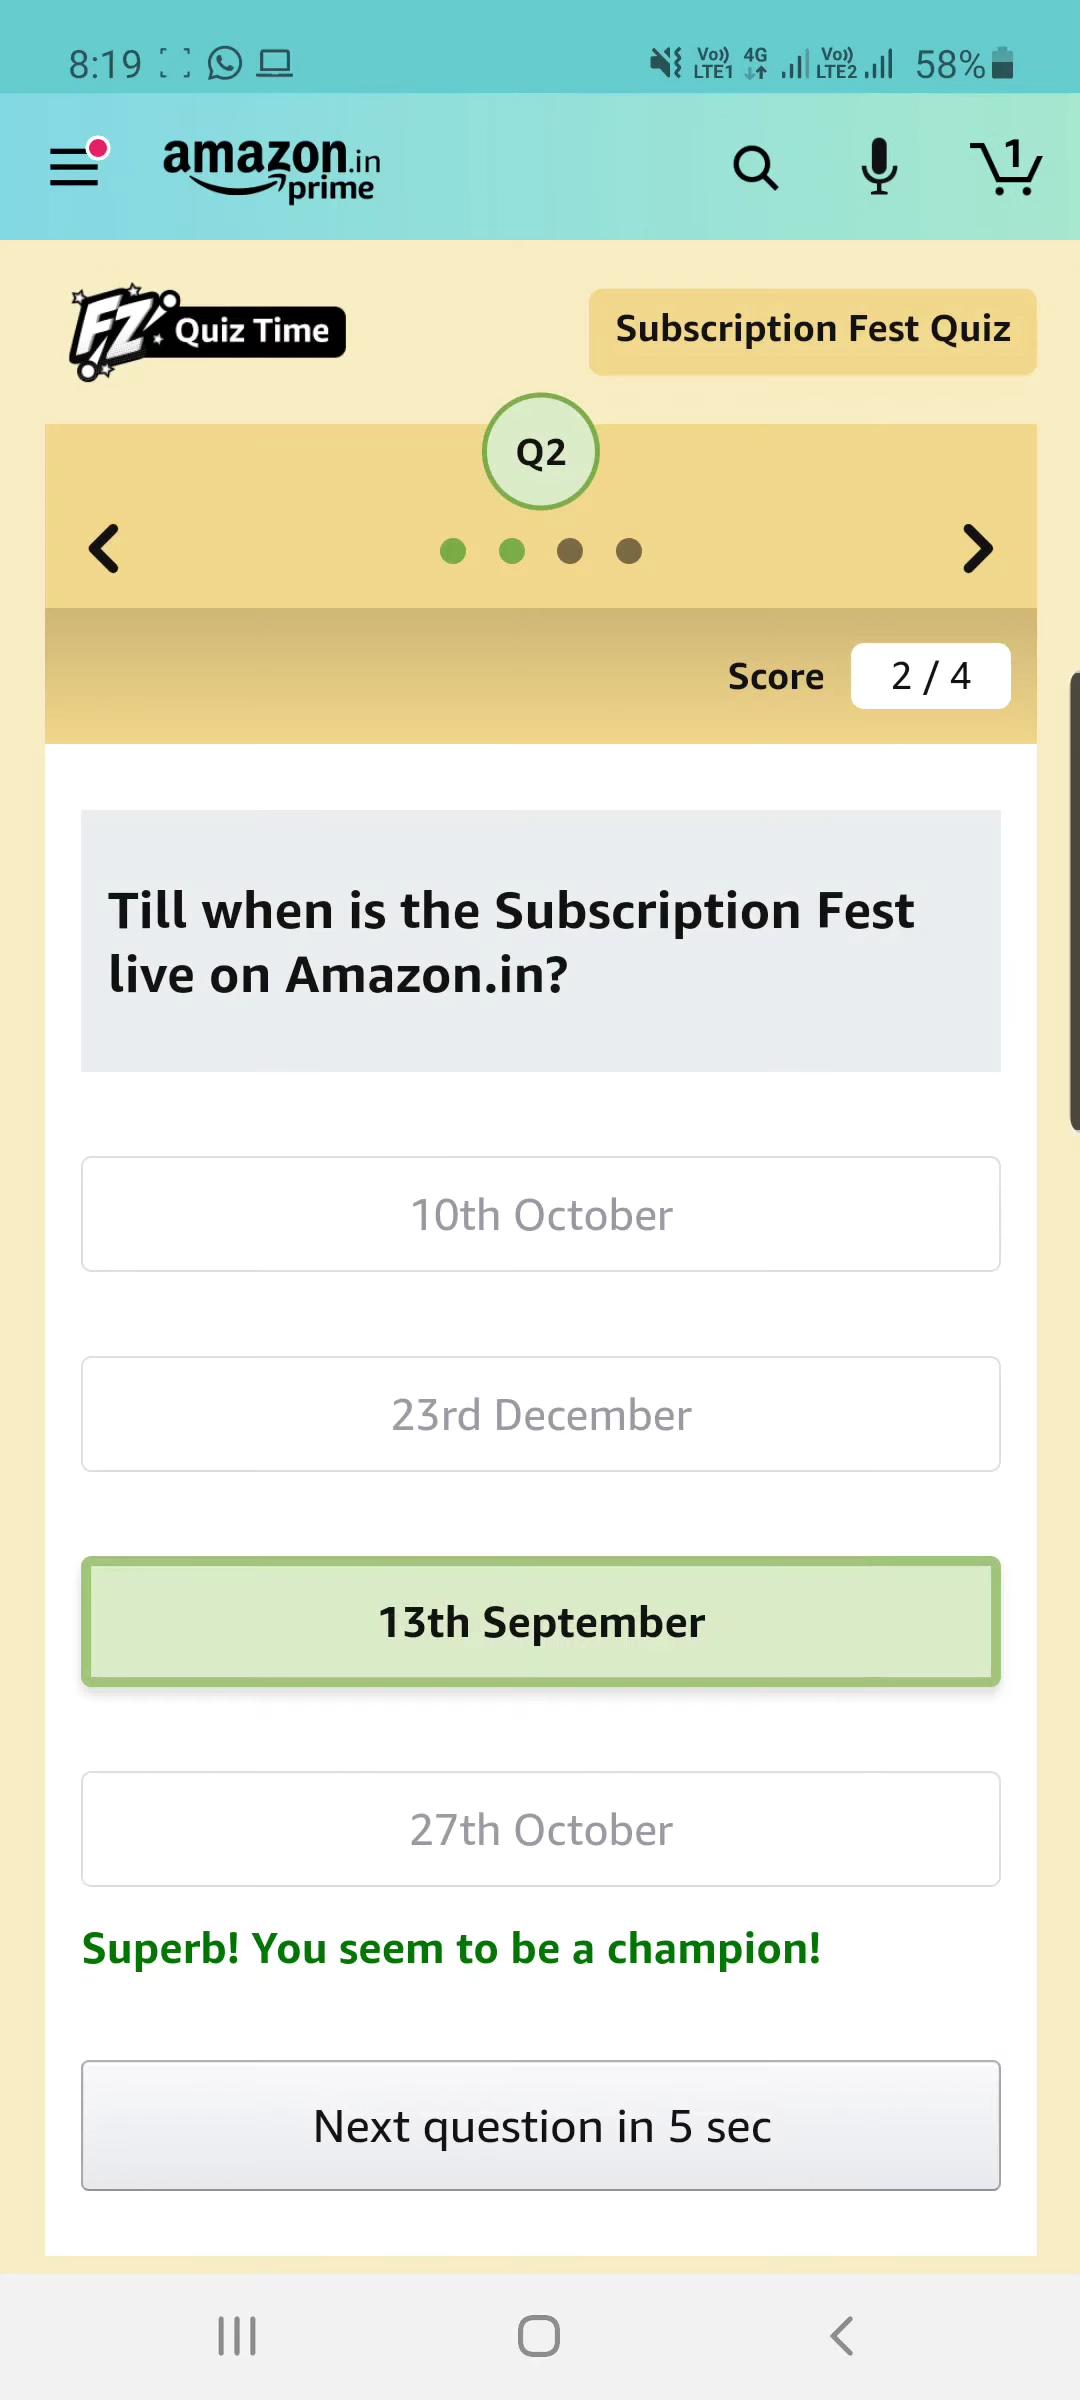 8:19 Vo)) LTE1 4G Vo)) LTE2 58%
amazon.in 1
prime
FZ Quiz Time Subscription Fest Quiz
Q2
Score 2 / 4
Till when is the Subscription Fest
live on Amazon.in?
10th October
23rd December
13th September
27th October
Superb! You seem to be a champion!
Next question in 5 sec